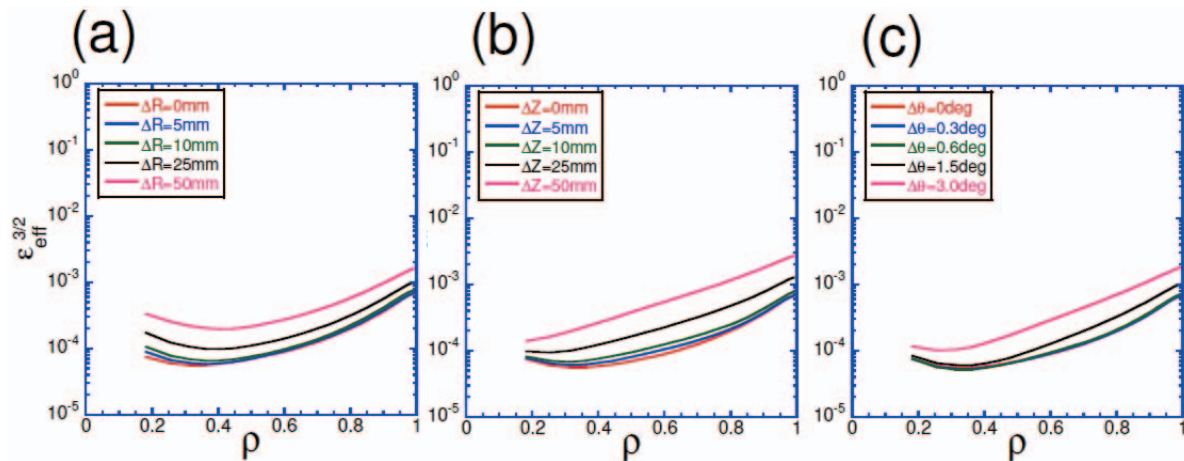 (a)
10^0
10^-1
10^-2
10^-3
10^-4
10^-5
ε_eff^3/2
ΔR=0mm
ΔR=5mm
ΔR=10mm
ΔR=25mm
ΔR=50mm
0 0.2 0.4 0.6 0.8 1
ρ
(b)
10^0
10^-1
10^-2
10^-3
10^-4
10^-5
ΔZ=0mm
ΔZ=5mm
ΔZ=10mm
ΔZ=25mm
ΔZ=50mm
0 0.2 0.4 0.6 0.8 1
ρ
(c)
10^0
10^-1
10^-2
10^-3
10^-4
10^-5
Δθ=0deg
Δθ=0.3deg
Δθ=0.6deg
Δθ=1.5deg
Δθ=3.0deg
0 0.2 0.4 0.6 0.8 1
ρ